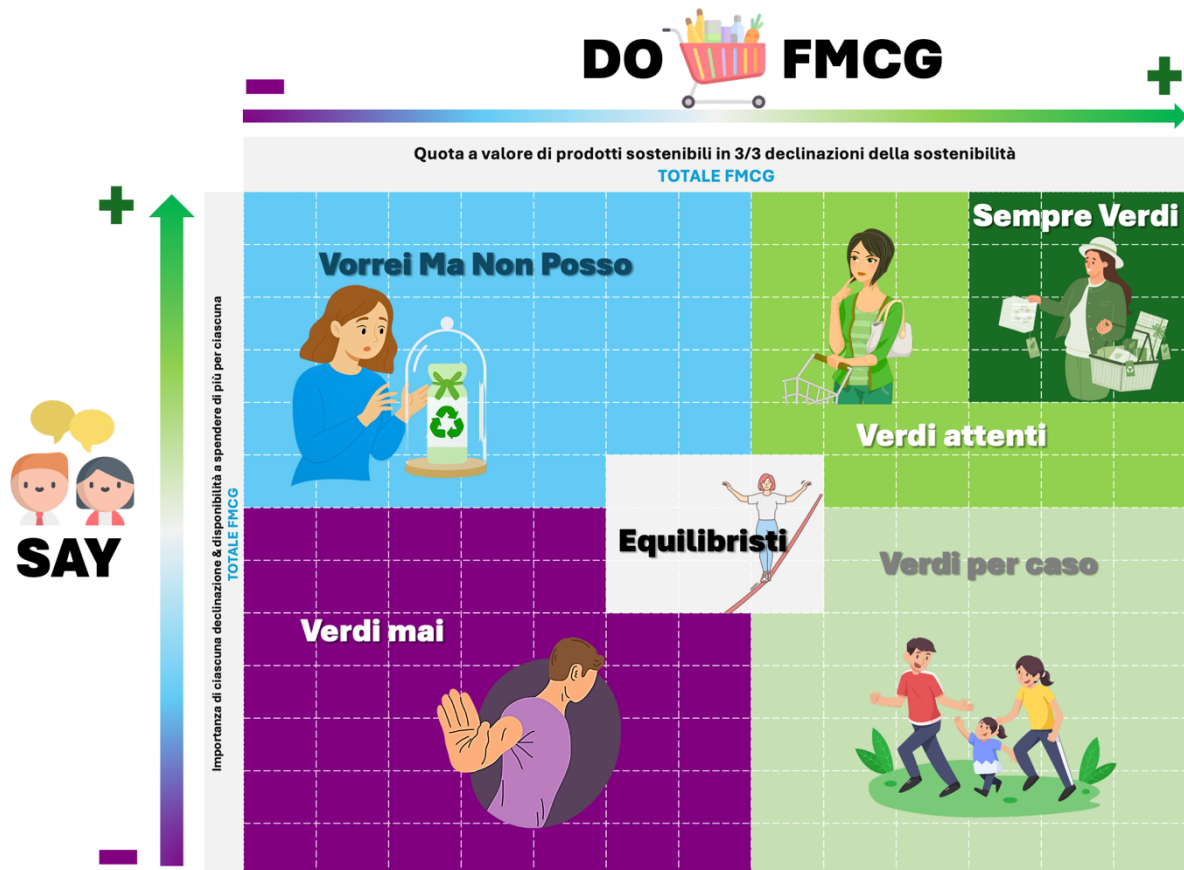 DO FMCG
Quota a valore di prodotti sostenibili in 3/3 declinazioni della sostenibilità
TOTALE FMCG
Sempre Verdi
Vorrei Ma Non Posso
Verdi attenti
SAY
Importanza di ciascuna declinazione & disponibilità a spendere di più per ciascuna
TOTALE FMCG
Equilibristi
Verdi per caso
Verdi mai